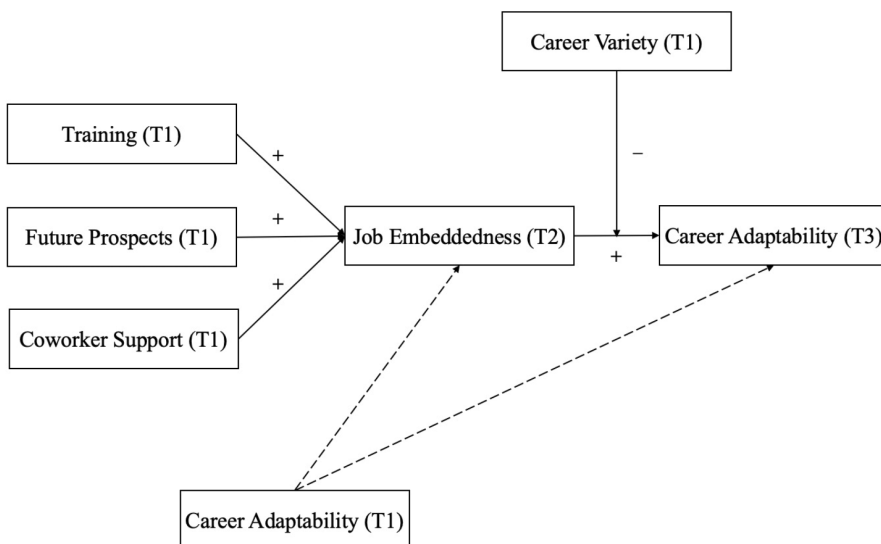 Career Variety (T1)
Training (T1)
+
−
Future Prospects (T1)
+
Job Embeddedness (T2)
+
Career Adaptability (T3)
+
Coworker Support (T1)
Career Adaptability (T1)